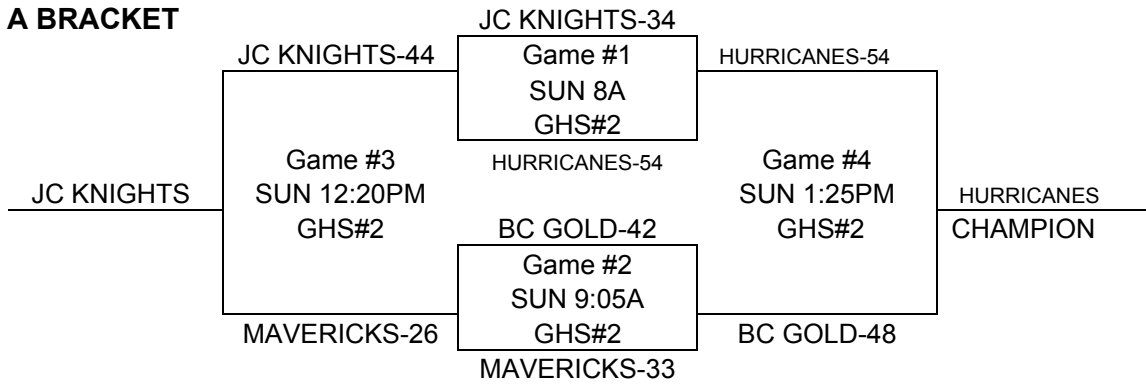 A BRACKET
JC KNIGHTS-34
JC KNIGHTS-44
Game #1
HURRICANES-54
SUN 8A
GHS#2
HURRICANES-54
Game #3
SUN 12:20PM
GHS#2
Game #4
SUN 1:25PM
GHS#2
JC KNIGHTS
HURRICANES
CHAMPION
BC GOLD-42
Game #2
SUN 9:05A
GHS#2
MAVERICKS-26
BC GOLD-48
MAVERICKS-33